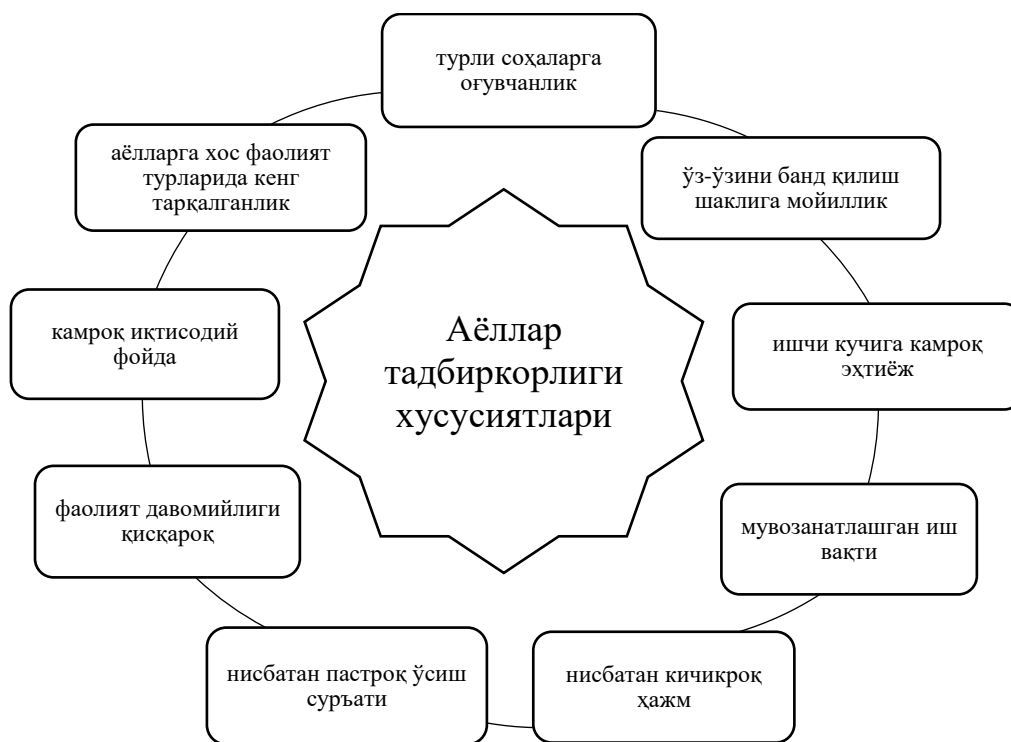 турли соҳаларга
оғувчанлик
ўз-ўзини банд қилиш
шаклига мойиллик
ишчи кучига камроқ
эҳтиёж
мувозанатлашган иш
вақти
нисбатан кичикроқ
ҳажм
нисбатан пастроқ ўсиш
суръати
фаолият давомийлиги
қисқароқ
камроқ иқтисодий
фойда
аёлларга хос фаолият
турларида кенг
тарқалганлик
Аёллар
тадбиркорлиги
хусусиятлари